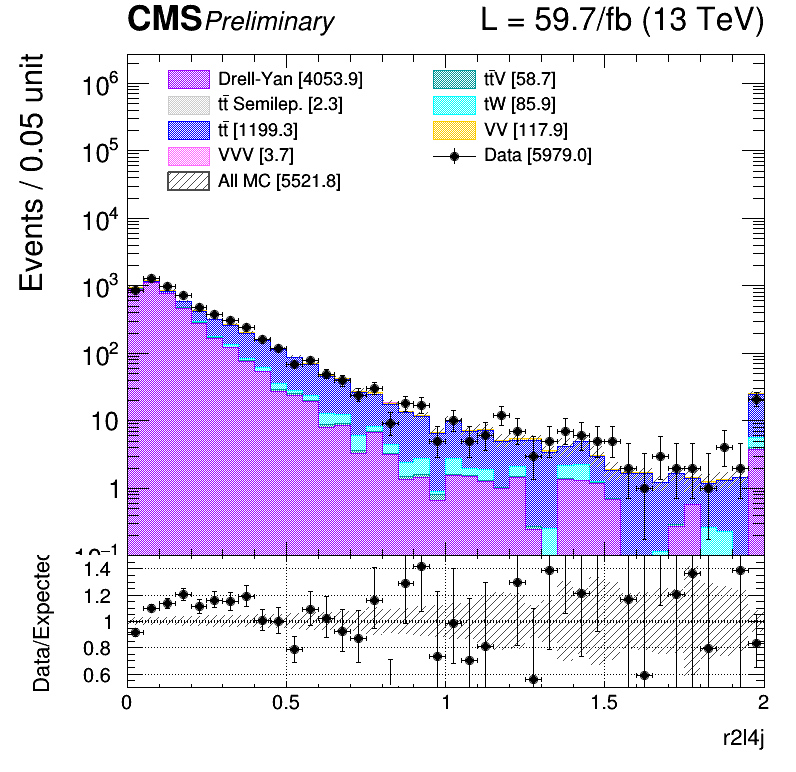 CMS Preliminary L = 59.7/fb (13 TeV)
Drell-Yan [4053.9]
tt̄ Semilep. [2.3]
tt̄ [1199.3]
VVV [3.7]
All MC [5521.8]
tt̄V [58.7]
tW [85.9]
VV [117.9]
Data [5979.0]
Events / 0.05 unit
10⁶
10⁵
10⁴
10³
10²
10
1
10⁻¹
Data/Expected
1.4
1.2
1
0.8
0.6
0 0.5 1 1.5 2
r2l4j